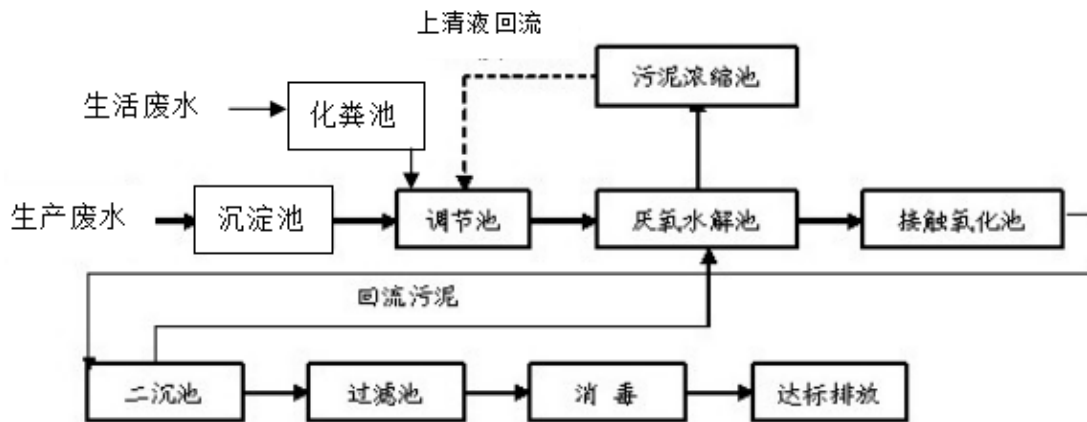 上清液回流
污泥浓缩池
生活废水
化粪池
生产废水
沉淀池
调节池
厌氧水解池
接触氧化池
回流污泥
二沉池
过滤池
消 毒
达标排放